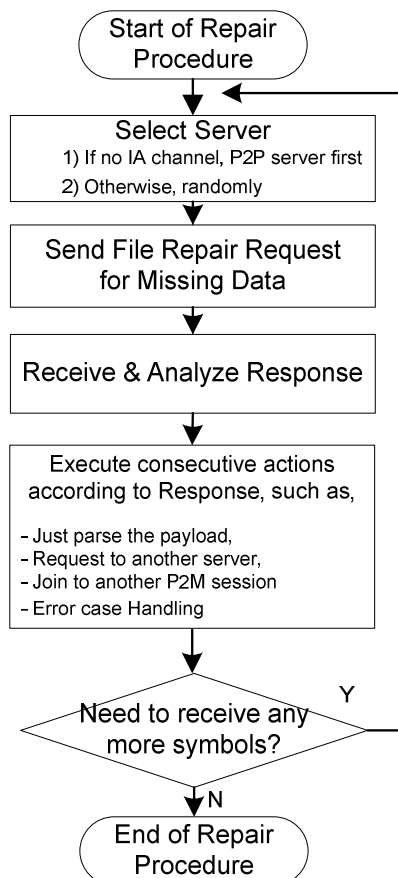 Start of Repair
Procedure
Select Server
1) If no IA channel, P2P server first
2) Otherwise, randomly
Send File Repair Request
for Missing Data
Receive & Analyze Response
Execute consecutive actions
according to Response, such as,
- Just parse the payload,
- Request to another server,
- Join to another P2M session
- Error case Handling
Y
Need to receive any
more symbols?
N
End of Repair
Procedure